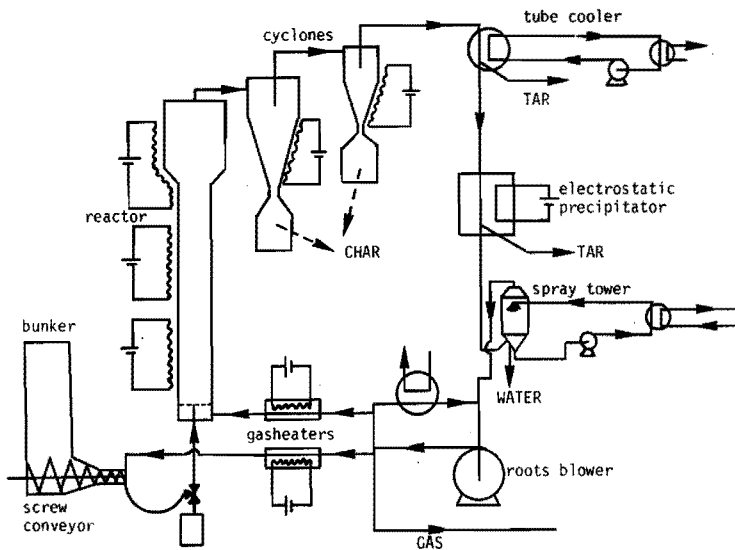 tube cooler
cyclones
TAR
reactor
electrostatic
precipitator
CHAR
TAR
spray tower
bunker
WATER
gasheaters
roots blower
screw
conveyor
GAS